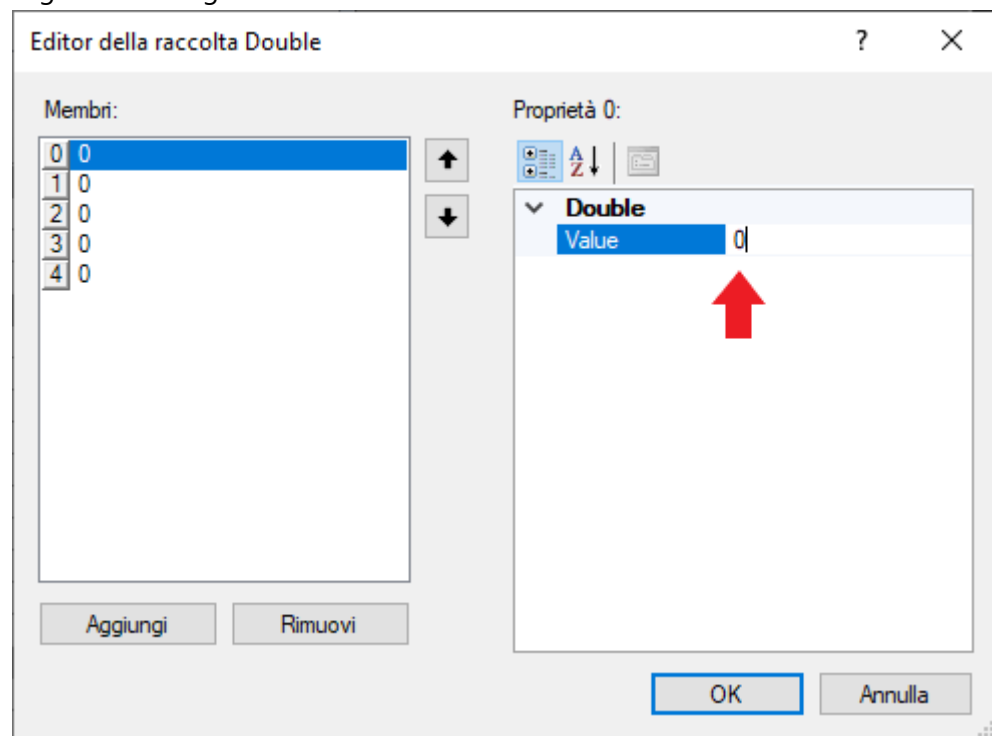 Editor della raccolta Double ?
Membri:
0 0
1 0
2 0
3 0
4 0
Aggiungi Rimuovi
Proprietà 0:
A
Z
Double
Value 0
OK Annulla